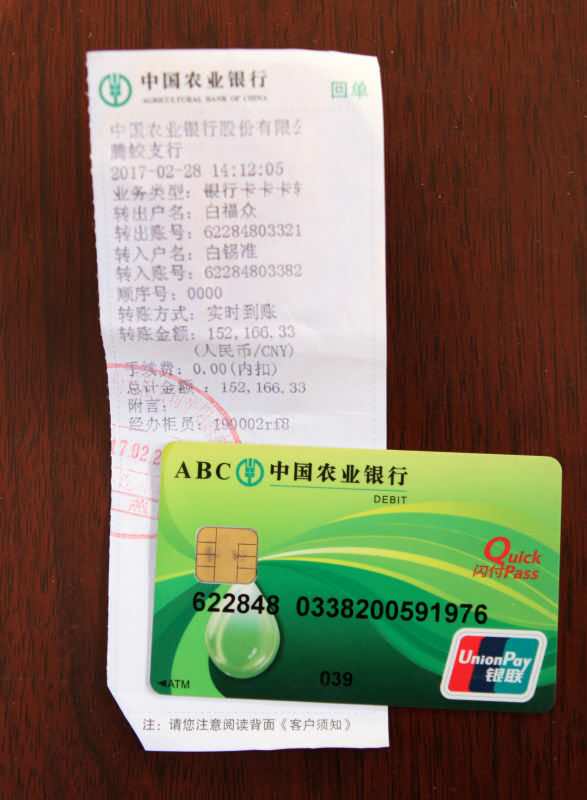 中国农业银行
AGRICULTURAL BANK OF CHINA
回单
中国农业银行股份有限公
腾蛟支行
2017-02-28 14:12:05
业务类型：银行卡卡卡转
转出户名：白福众
转出账号：62284803321
转入户名：白锡准
转入账号：62284803382
顺序号：0000
转账方式：实时到账
转账金额：152,166.33
(人民币/CNY)
手续费：0.00(内扣)
总计金额：152,166.33
附言：
经办柜员：190002rf8
17.02.2
ABC 中国农业银行
DEBIT
Quick
闪付Pass
622848 0338200591976
UnionPay
银联
039
ATM
注：请您注意阅读背面《客户须知》